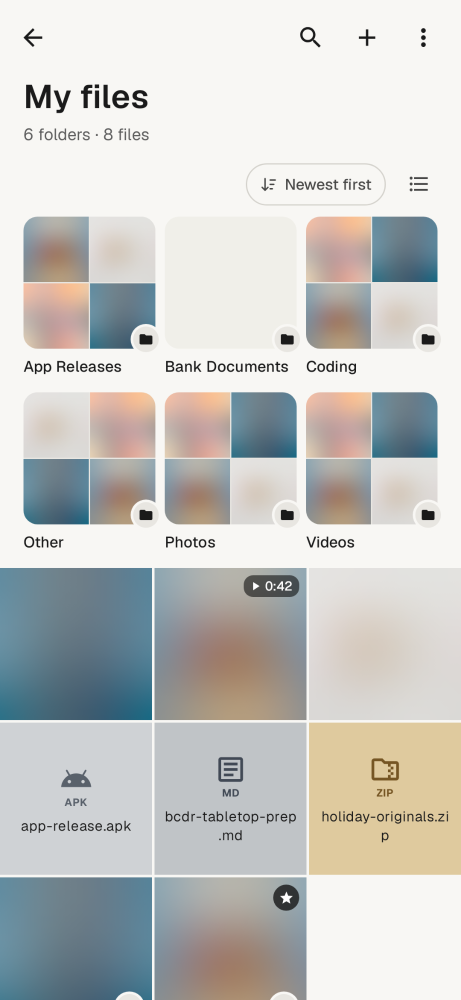 My files
6 folders · 8 files
Newest first
App Releases
Bank Documents
Coding
Other
Photos
Videos
0:42
APK
app-release.apk
MD
bcdr-tabletop-prep
.md
ZIP
holiday-originals.zi
p